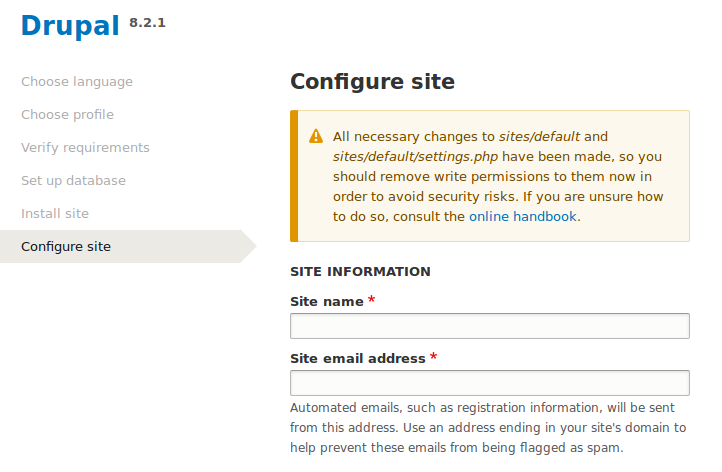 Drupal 8.2.1
Choose language
Choose profile
Verify requirements
Set up database
Install site
Configure site
Configure site
All necessary changes to sites/default and
sites/default/settings.php have been made, so you
should remove write permissions to them now in
order to avoid security risks. If you are unsure how
to do so, consult the online handbook.
SITE INFORMATION
Site name *
Site email address *
Automated emails, such as registration information, will be sent
from this address. Use an address ending in your site's domain to
help prevent these emails from being flagged as spam.